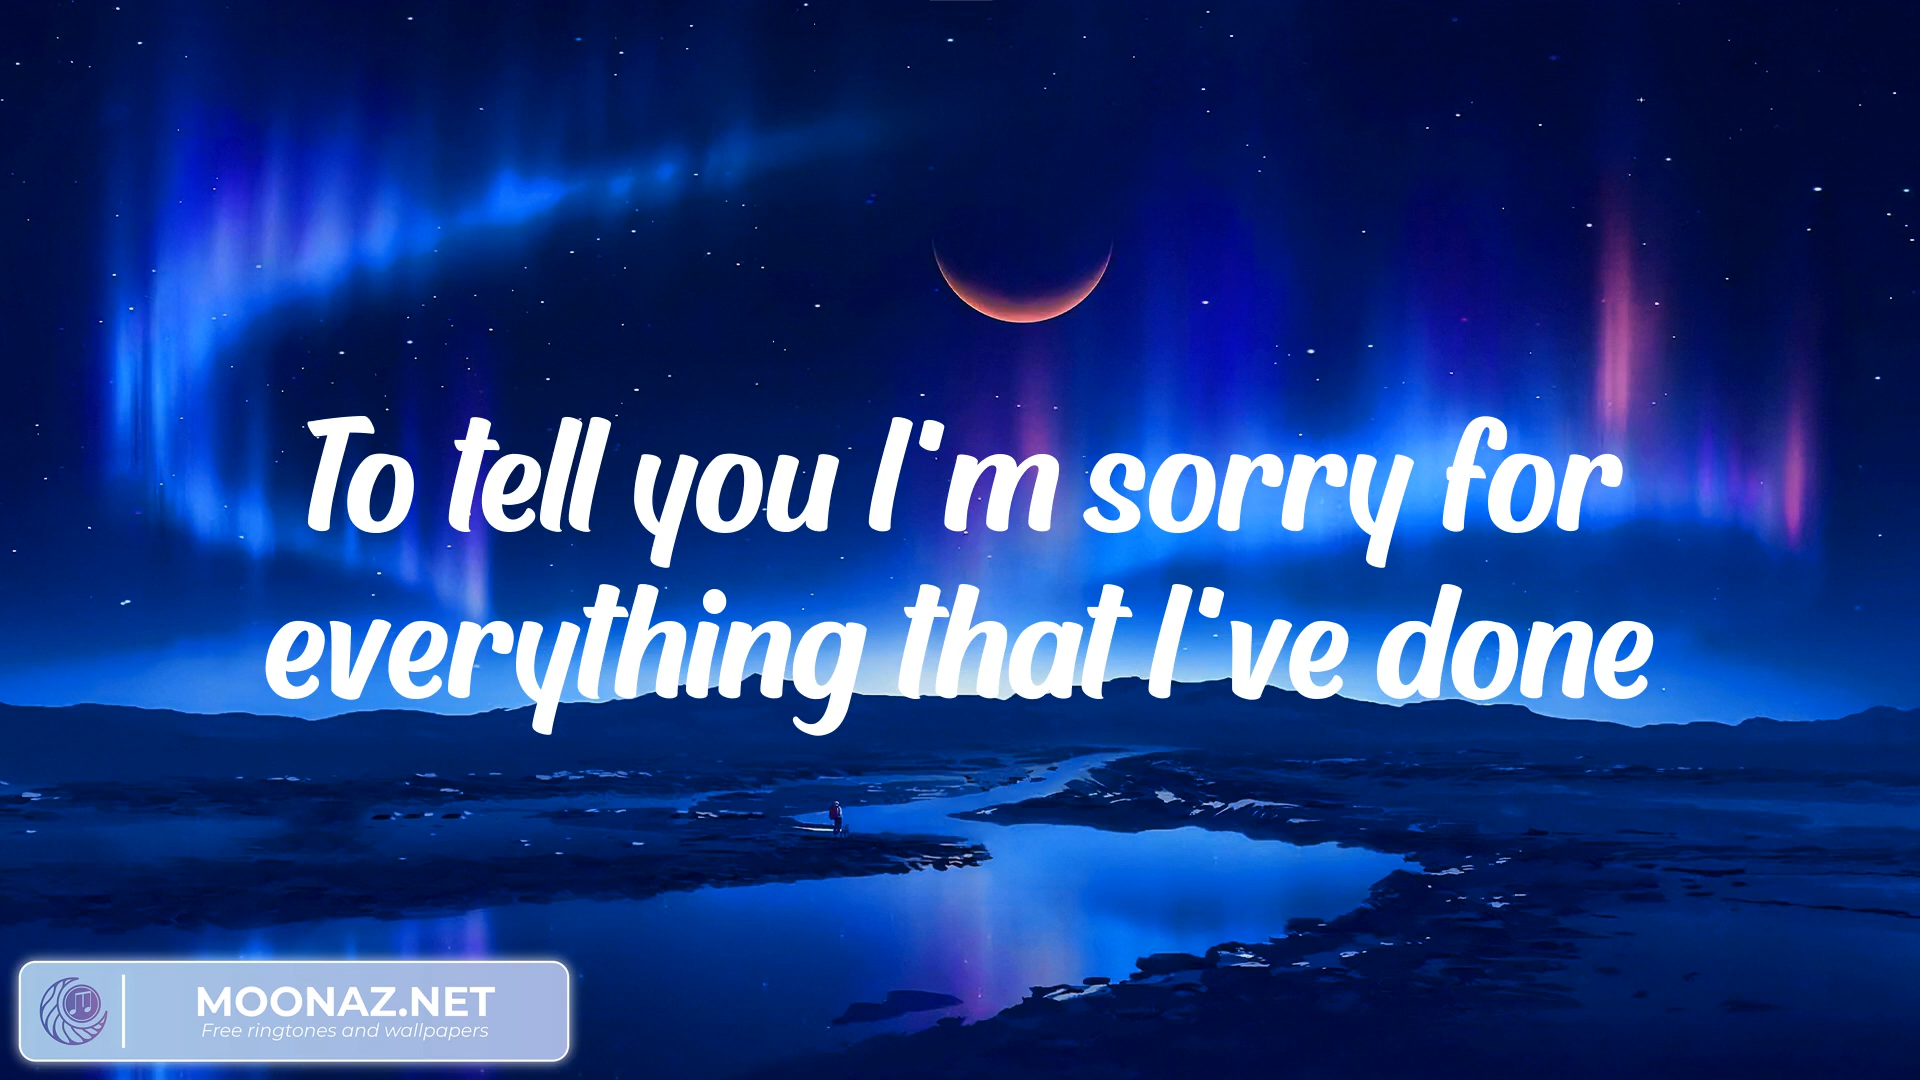 To tell you I'm sorry for
everything that I've done
MOONAZ.NET
Free ringtones and wallpapers